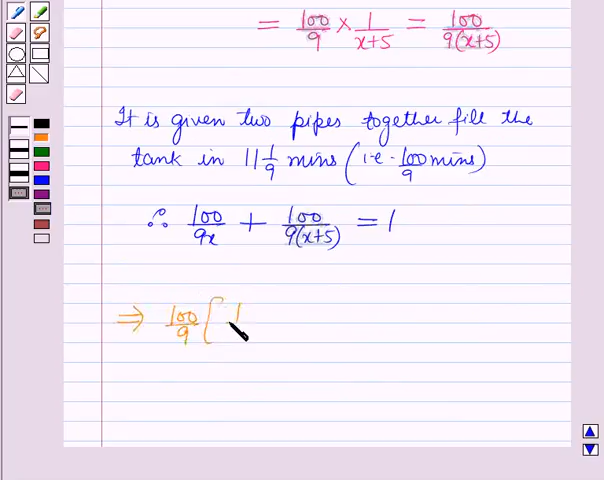 = 100/9 × 1/x+5 = 100/9(x+5)
It is given two pipes together fill the
tank in 11 1/9 mins (i.e. 100/9 mins)
∴ 100/9x + 100/9(x+5) = 1
⇒ 100/9 [ 1